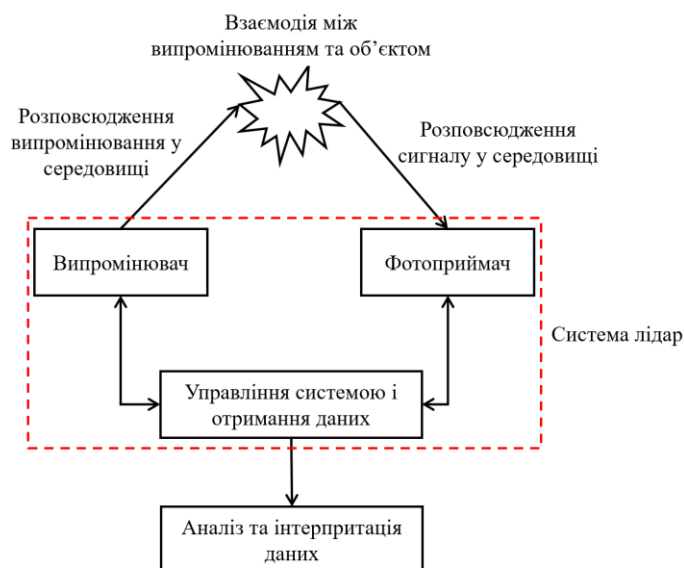 Взаємодія між
випромінюванням та об’єктом
Розповсюдження
випромінювання у
середовищі
Розповсюдження
сигналу у середовищі
Випромінювач
Фотоприймач
Система лідар
Управління системою і
отримання даних
Аналіз та інтерпритація
даних